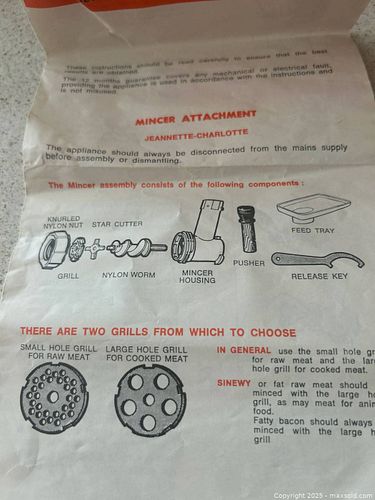 These instructions should be read carefully to ensure that the best
results are obtained.
The 12 months guarantee covers any mechanical or electrical fault,
providing the appliance is used in accordance with the instructions and
is not misused.
MINCER ATTACHMENT
JEANNETTE-CHARLOTTE
The appliance should always be disconnected from the mains supply
before assembly or dismantling.
The Mincer assembly consists of the following components:
KNURLED
NYLON NUT
STAR CUTTER
FEED TRAY
GRILL
NYLON WORM
MINCER
HOUSING
PUSHER
RELEASE KEY
THERE ARE TWO GRILLS FROM WHICH TO CHOOSE
SMALL HOLE GRILL
FOR RAW MEAT
LARGE HOLE GRILL
FOR COOKED MEAT
IN GENERAL use the small hole gr
for raw meat and the lar
hole grill for cooked meat.
SINEWY or fat raw meat should
minced with the large h
grill, as may meat for anim
food.
Fatty bacon should always
minced with the large h
grill
Copyright 2025 - maxsold.com